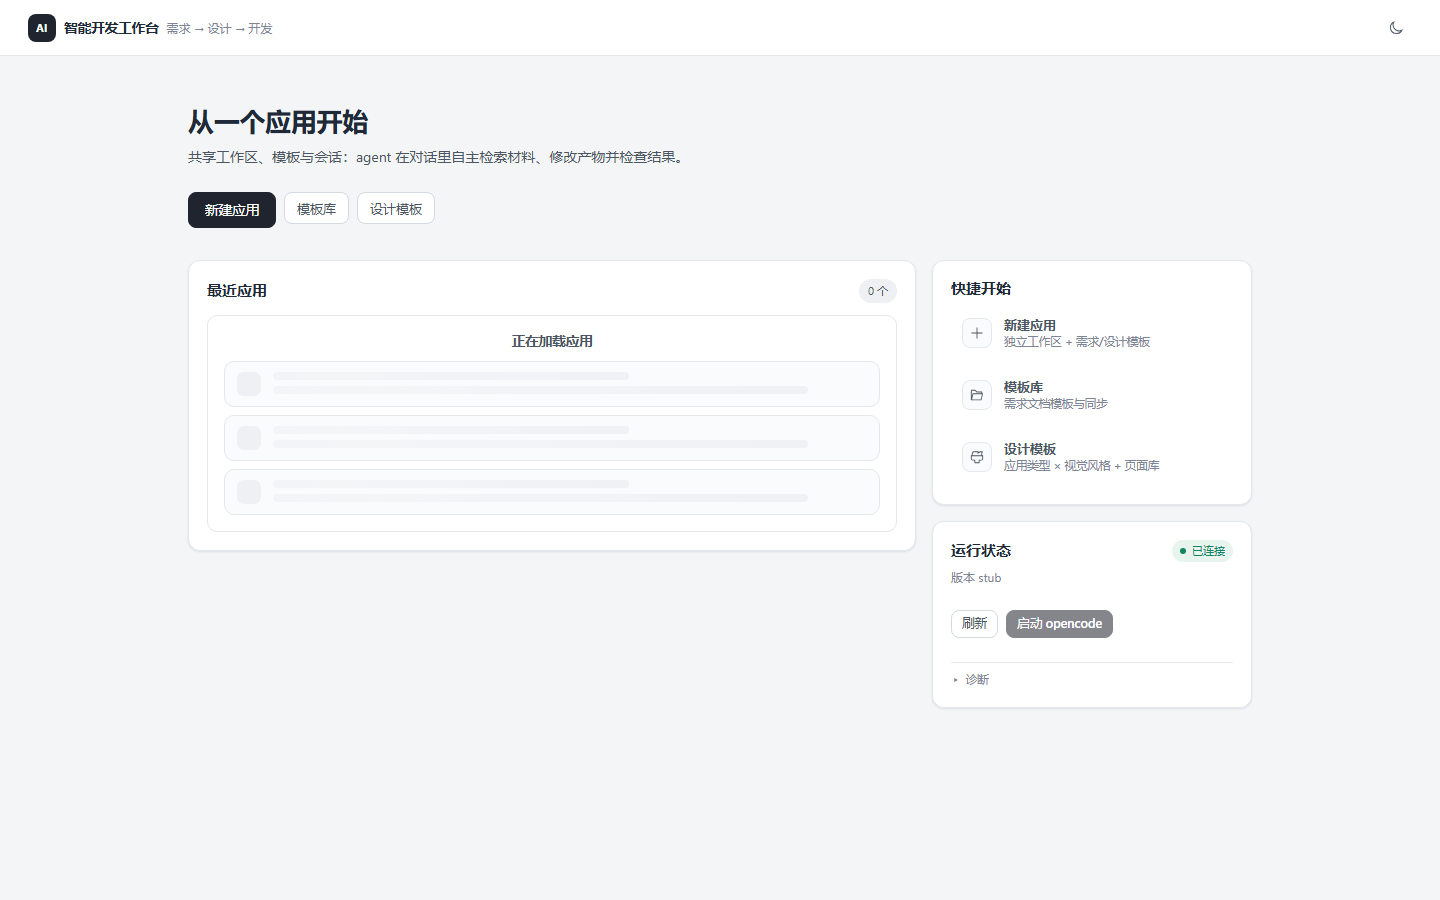 AI 智能开发工作台 需求 → 设计 → 开发
从一个应用开始
共享工作区、模板与会话：agent 在对话里自主检索材料、修改产物并检查结果。
新建应用 模板库 设计模板
最近应用 0 个
正在加载应用
快捷开始
新建应用
独立工作区 + 需求/设计模板
模板库
需求文档模板与同步
设计模板
应用类型 × 视觉风格 + 页面库
运行状态 已连接
版本 stub
刷新 启动 opencode
诊断